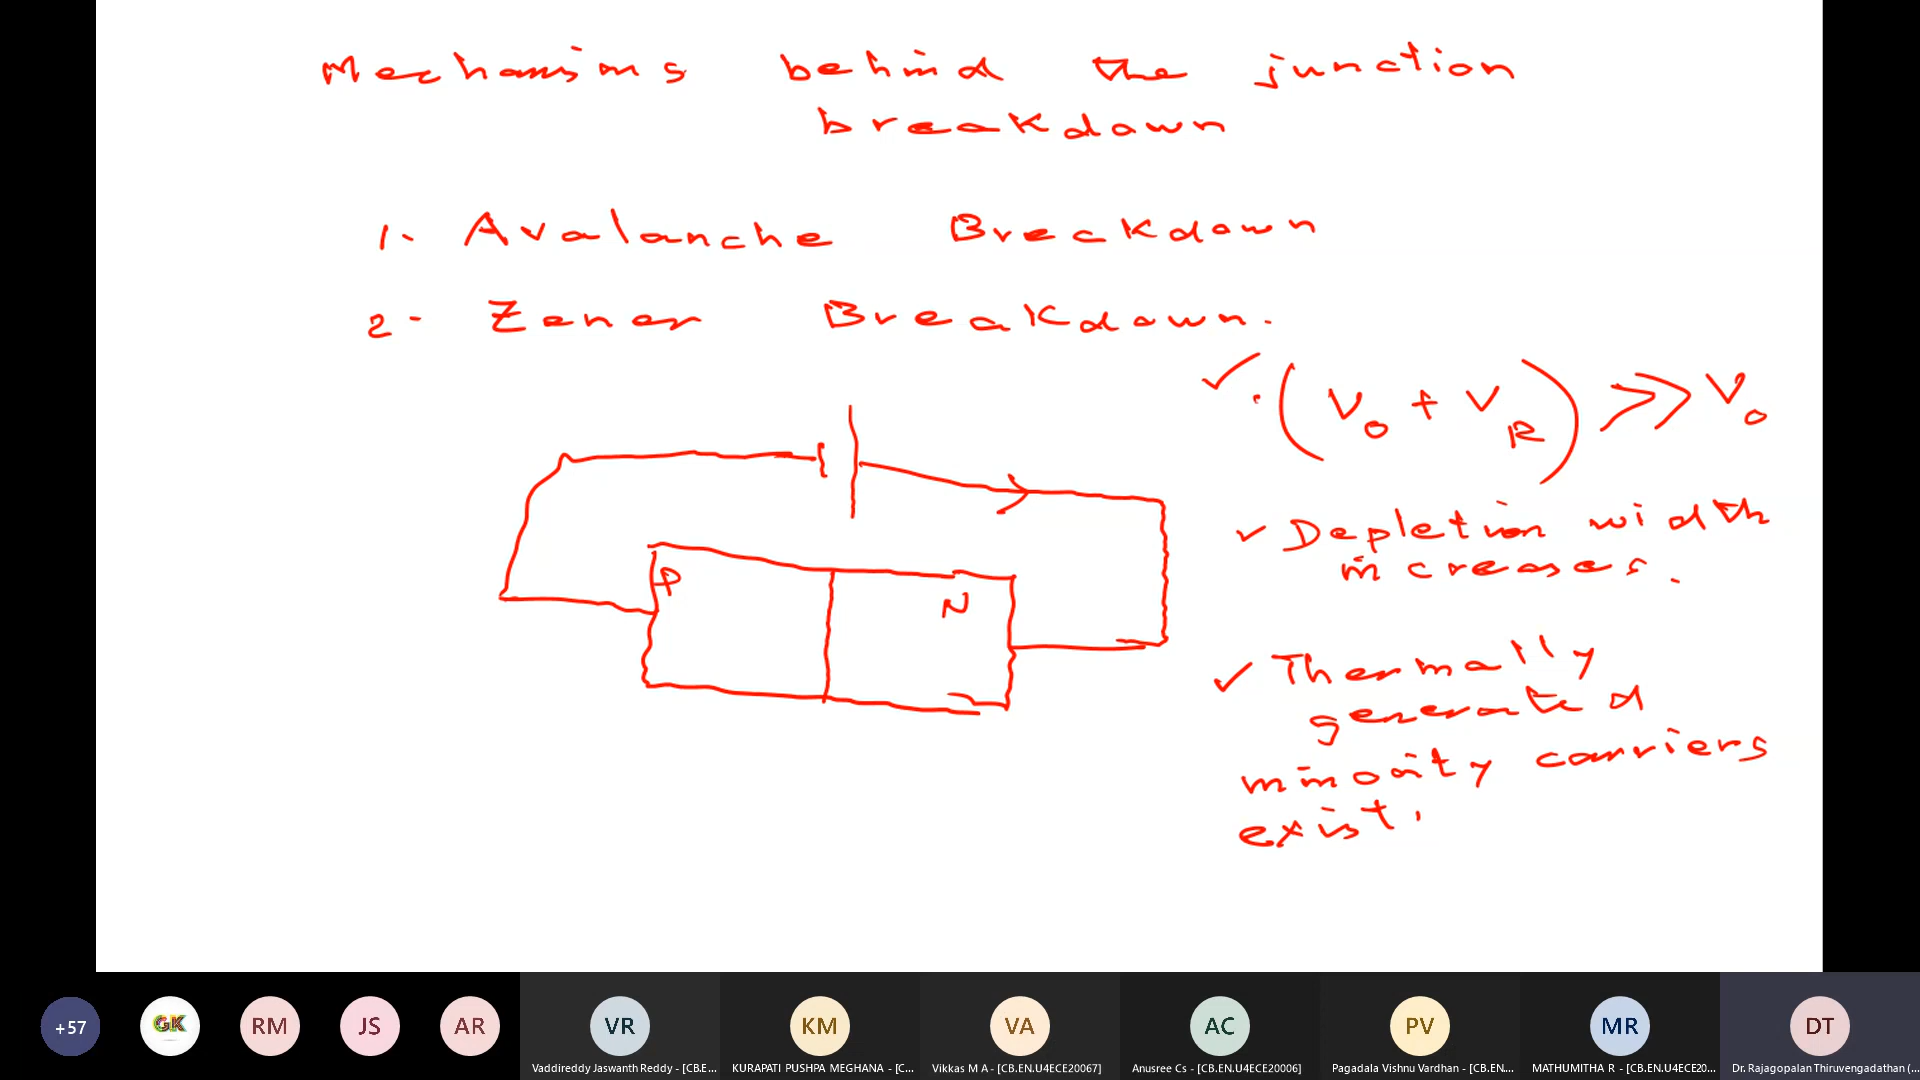 Mechanisms behind the junction
breakdown
1. Avalanche Breakdown
2. Zener Breakdown.
✓ . (V₀ + V_R) >> V₀
✓ Depletion width
increases.
P
N
✓ Thermally
generated
minority carriers
exist.
+57
GK
RM
JS
AR
VR
KM
VA
AC
PV
MR
DT
Vaddireddy Jaswanth Reddy - [CB.E...
KURAPATI PUSHPA MEGHANA - [C...
Vikkas M A - [CB.EN.U4ECE20067]
Anusree Cs - [CB.EN.U4ECE20006]
Pagadala Vishnu Vardhan - [CB.EN....
MATHUMITHA R - [CB.EN.U4ECE20...
Dr. Rajagopalan Thiruvengadathan (...